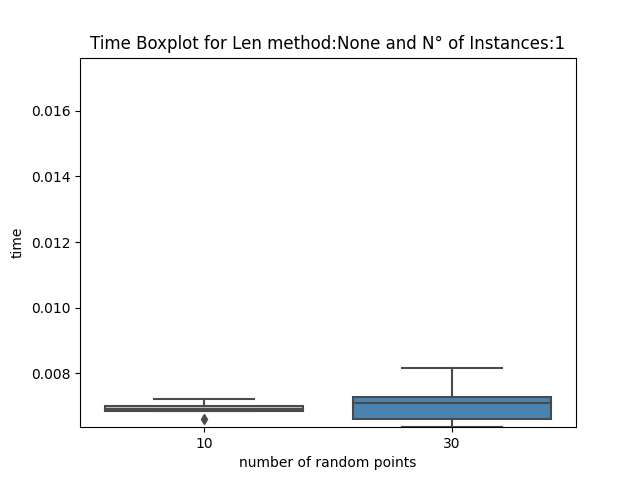 Time Boxplot for Len method:None and N° of Instances:1
0.016
0.014
0.012
0.010
0.008
time
10 30
number of random points